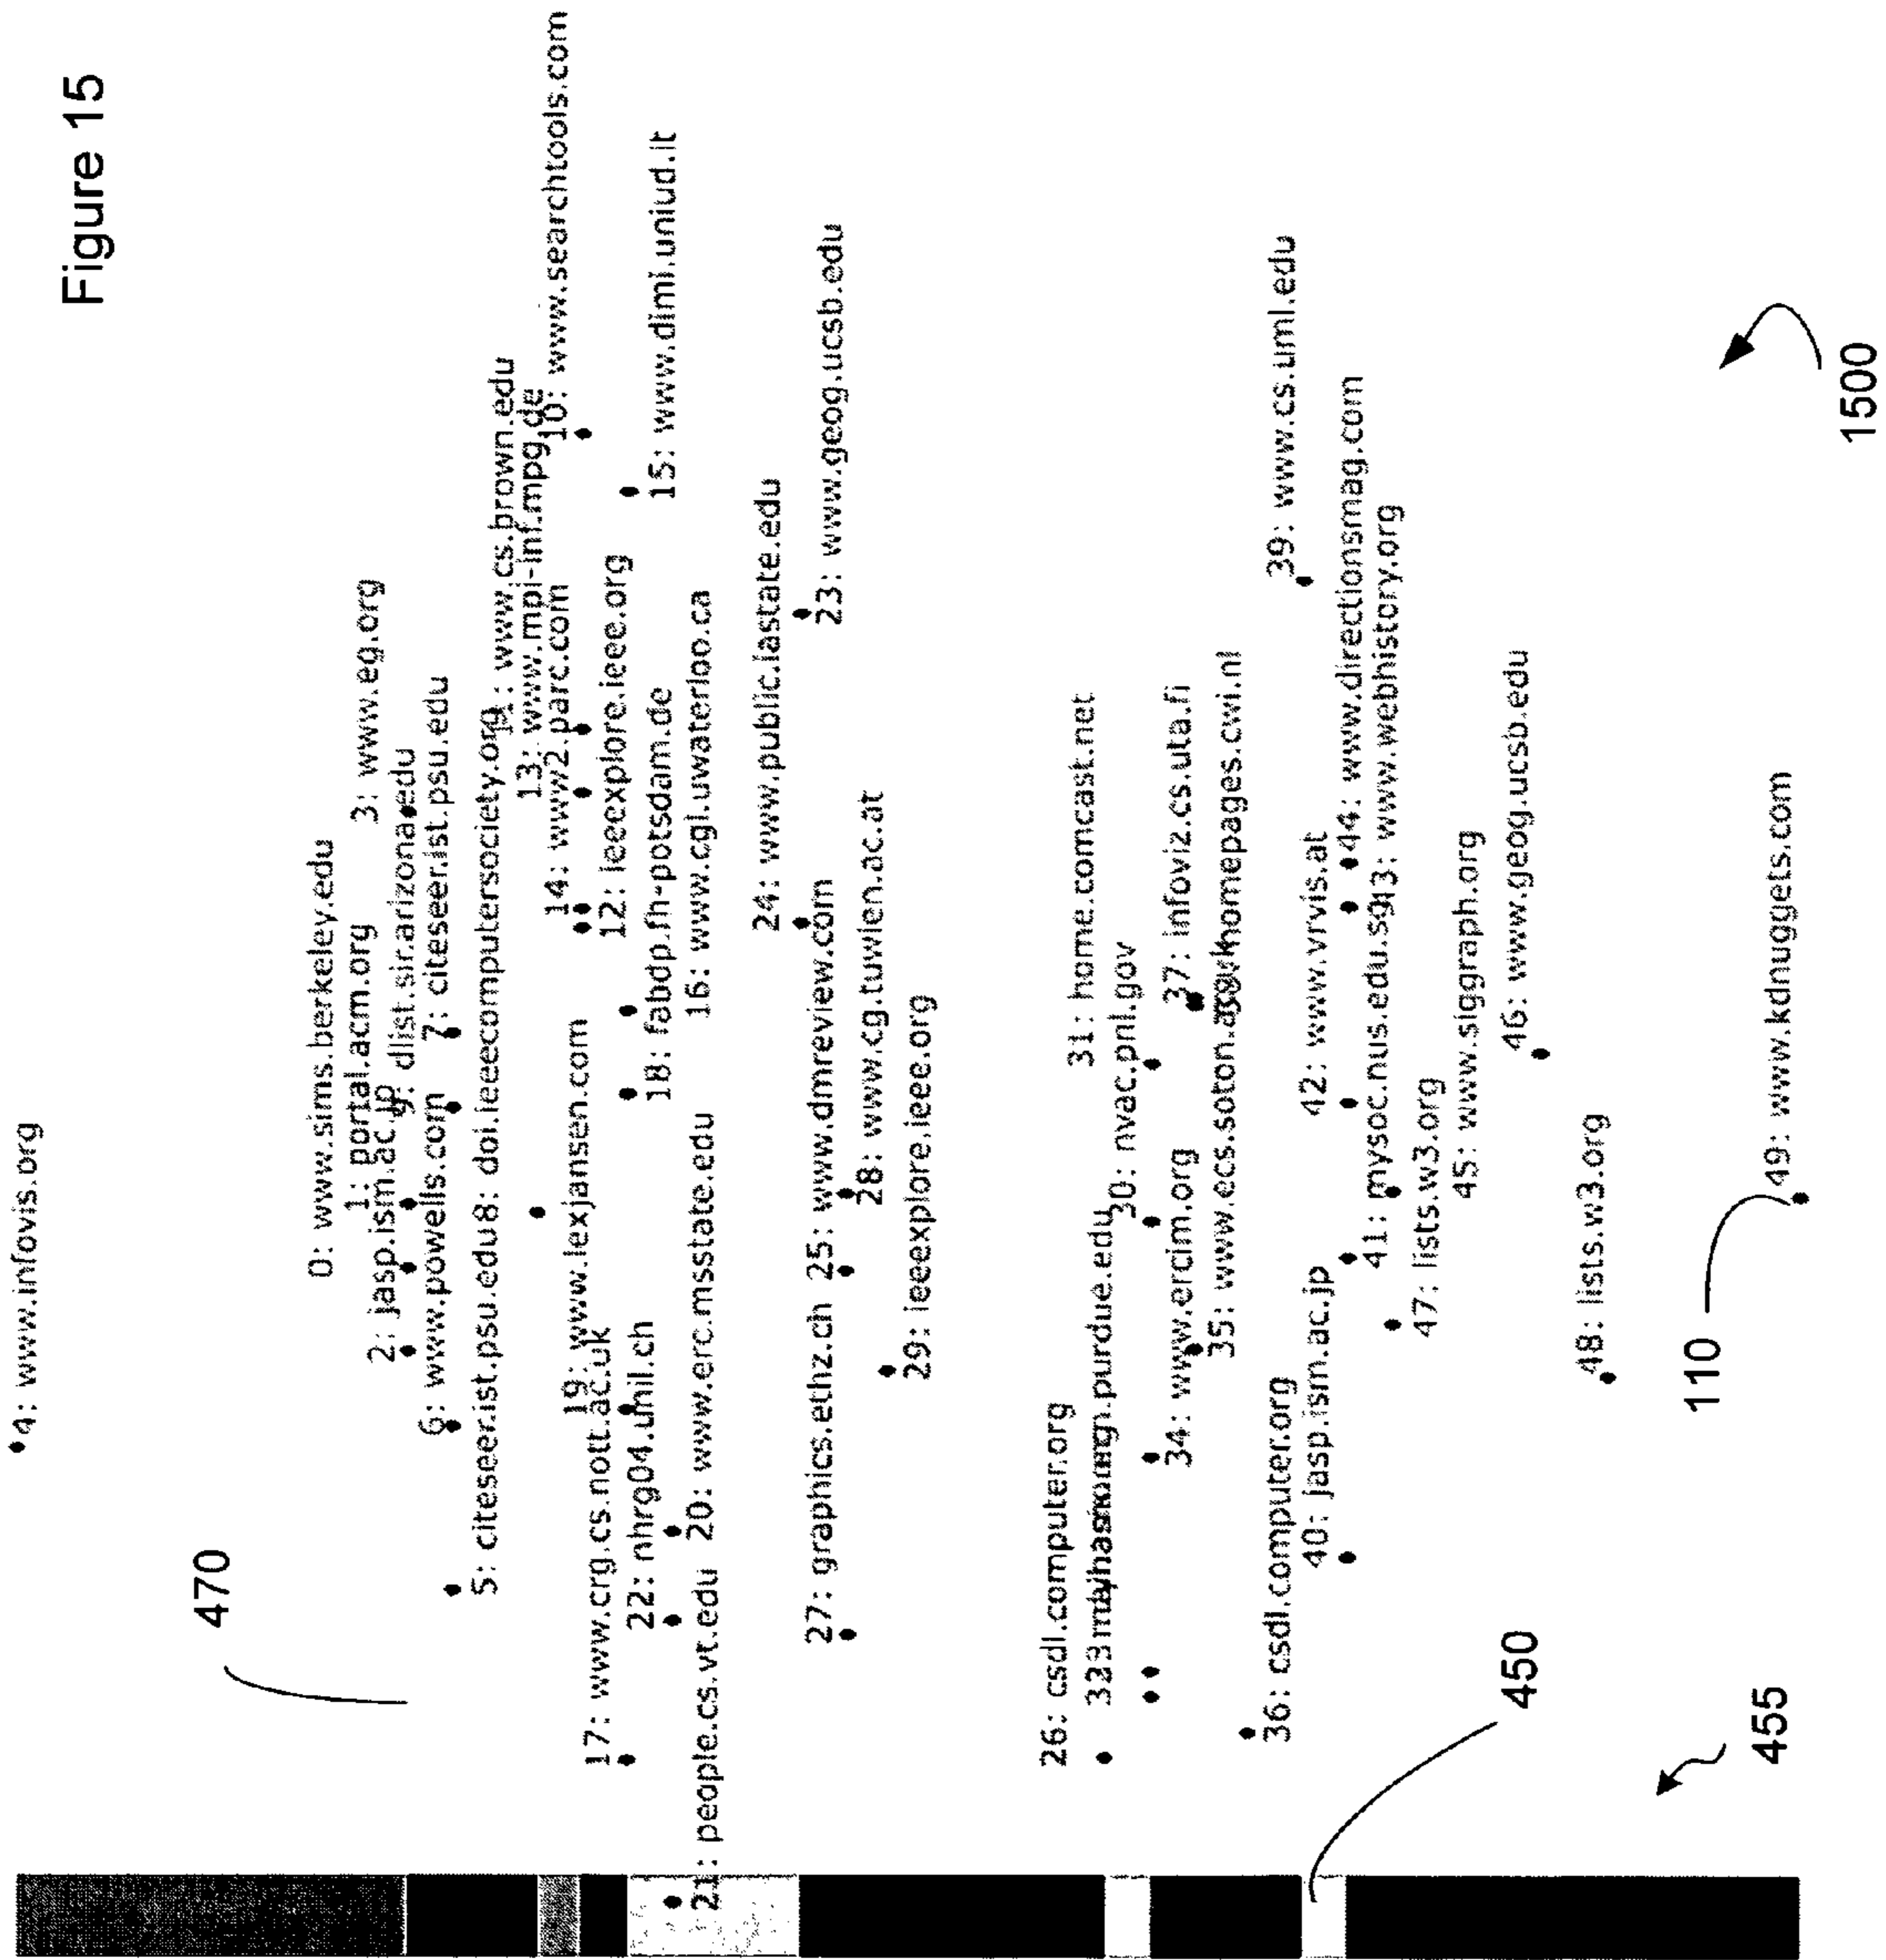 Figure 15
4: www.infovis.org
470
0: www.sims.berkeley.edu
1: portal.acm.org
3: www.eg.org
2: jasp.ism.ac.jp
9: dlist.sir.arizona.edu
6: www.powells.com
7: citeseer.ist.psu.edu
5: citeseer.ist.psu.edu
8: doi.ieeecomputersociety.org
11: www.cs.brown.edu
13: www.mpi-inf.mpg.de
14: www2.parc.com
10: www.searchtools.com
19: www.lexjansen.com
17: www.crg.cs.nott.ac.uk
12: ieeexplore.ieee.org
22: nhrg04.unil.ch
18: fabdp.fh-potsdam.de
15: www.dimi.uniud.it
21: people.cs.vt.edu
20: www.erc.msstate.edu
16: www.cgl.uwaterloo.ca
24: www.public.iastate.edu
27: graphics.ethz.ch
25: www.dmreview.com
23: www.geog.ucsb.edu
28: www.cg.tuwien.ac.at
29: ieeexplore.ieee.org
26: csdl.computer.org
31: home.comcast.net
purdue.edu
30: nvac.pnl.gov
34: www.ercim.org
37: infoviz.cs.uta.fi
35: www.ecs.soton.
homepages.cwi.nl
36: csdl.computer.org
39: www.cs.uml.edu
40: jasp.ism.ac.jp
42: www.vrvis.at
44: www.directionsmag.com
41: mysoc.nus.edu.sg
43: www.webhistory.org
47: lists.w3.org
45: www.siggraph.org
46: www.geog.ucsb.edu
48: lists.w3.org
49: www.kdnuggets.com
450
455
110
1500